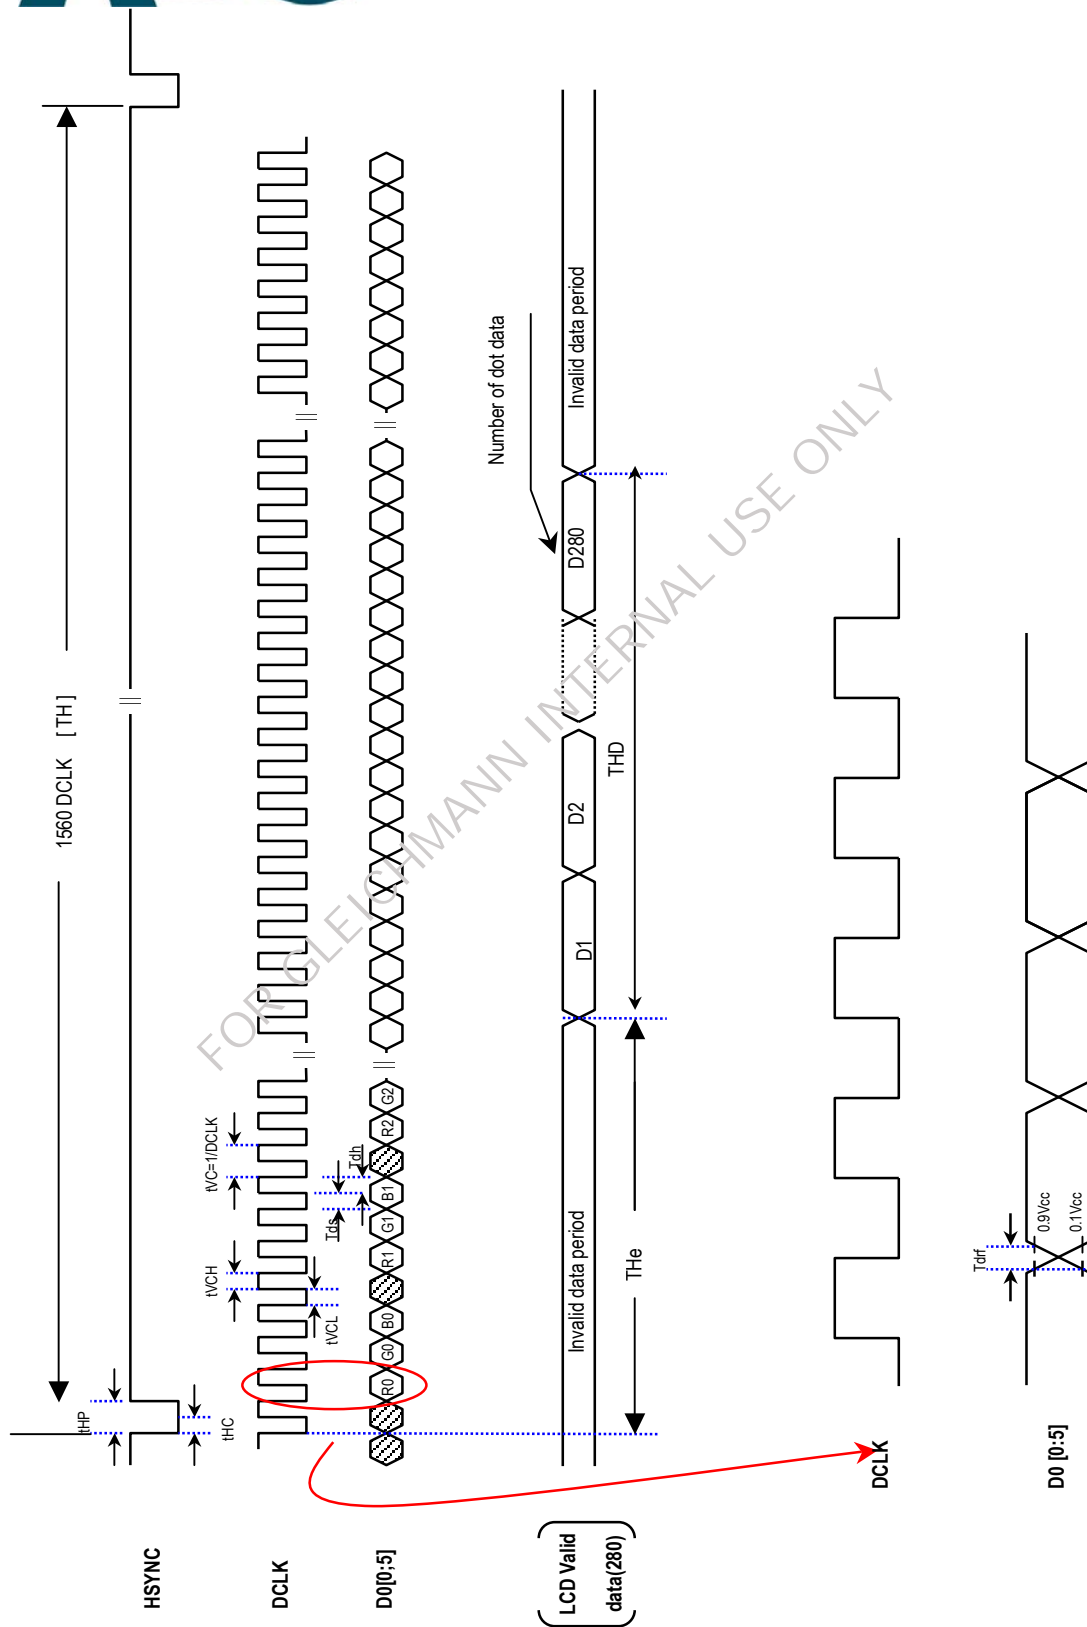 1560 DCLK [ TH ]
HSYNC
tHP
tHC
DCLK
tVCH
tVCL
tVC=1/DCLK
D0[0;5]
R0
G0
B0
R1
G1
B1
R2
G2
Tds
Tdh
LCD Valid
data(280)
Invalid data period
D1
D2
D280
Invalid data period
Number of dot data
THe
THD
DCLK
D0 [0:5]
Tdrf
0.9Vcc
0.1Vcc
FOR GLEICHMANN INTERNAL USE ONLY